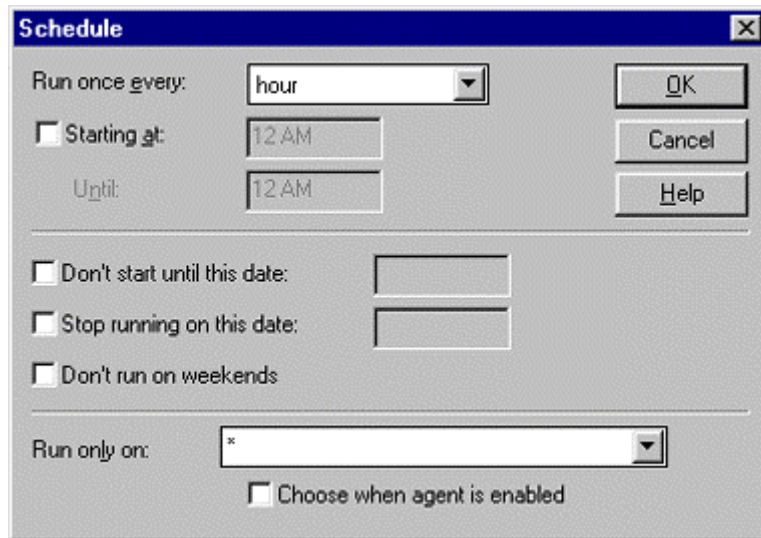 Schedule
Run once every: hour OK
Starting at: 12 AM Cancel
Until: 12 AM Help
Don't start until this date:
Stop running on this date:
Don't run on weekends
Run only on: *
Choose when agent is enabled